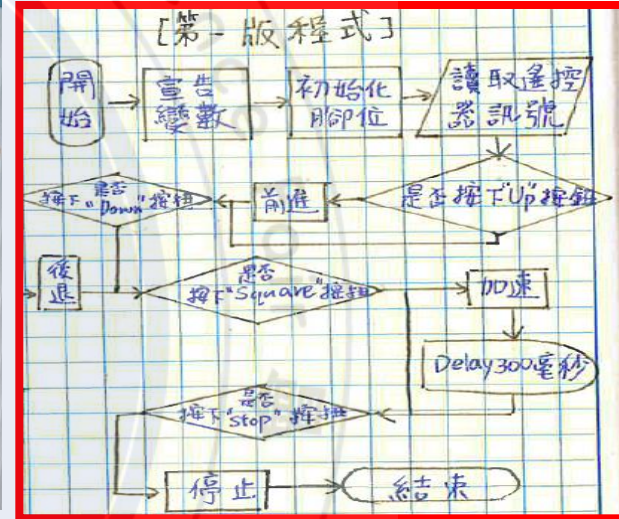 [第一版程式]
開
始
宣告
變數
初始化
腳位
讀取遙控
器訊號
是否按下"Up"按鈕
前進
是否
按下"Down"按鈕
後
退
是否
按下"Square"按鈕
加速
Delay300毫秒
是否
按下"stop"按鈕
停止
結束